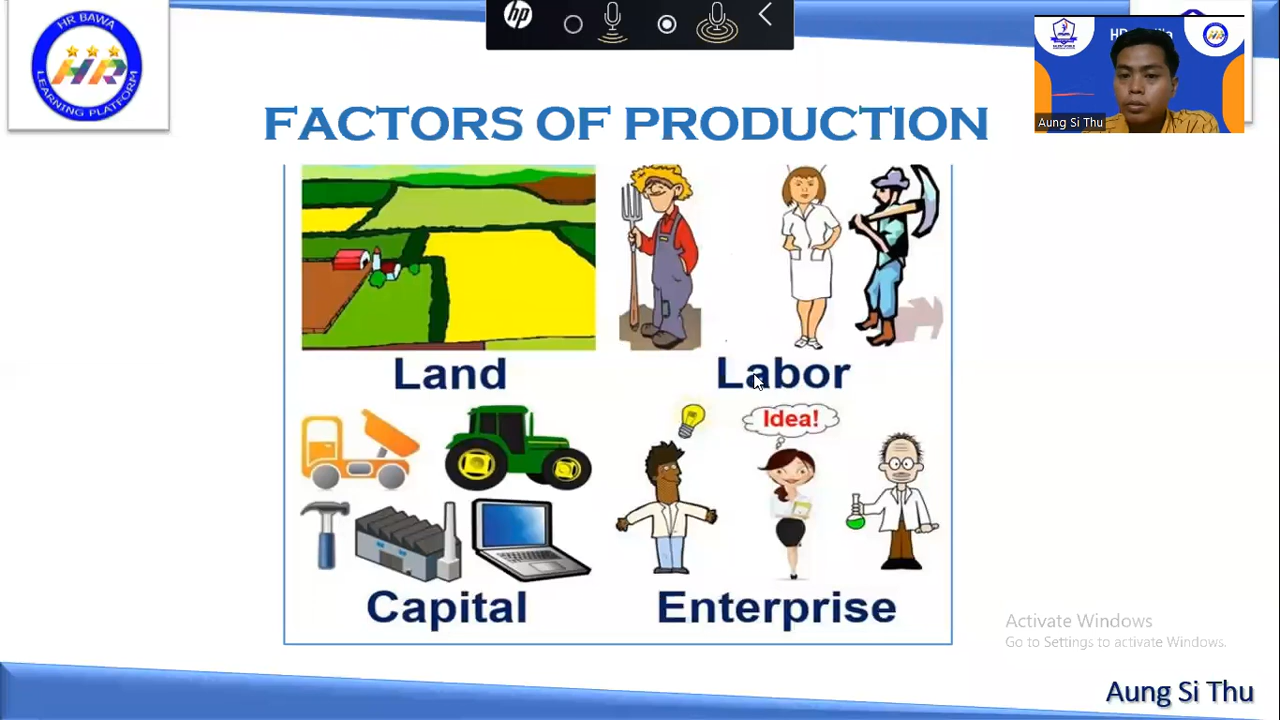 HR BAWA
HR
LEARNING PLATFORM
hp
Aung Si Thu
FACTORS OF PRODUCTION
Land
Labor
Idea!
Capital
Enterprise
Activate Windows
Go to Settings to activate Windows.
Aung Si Thu